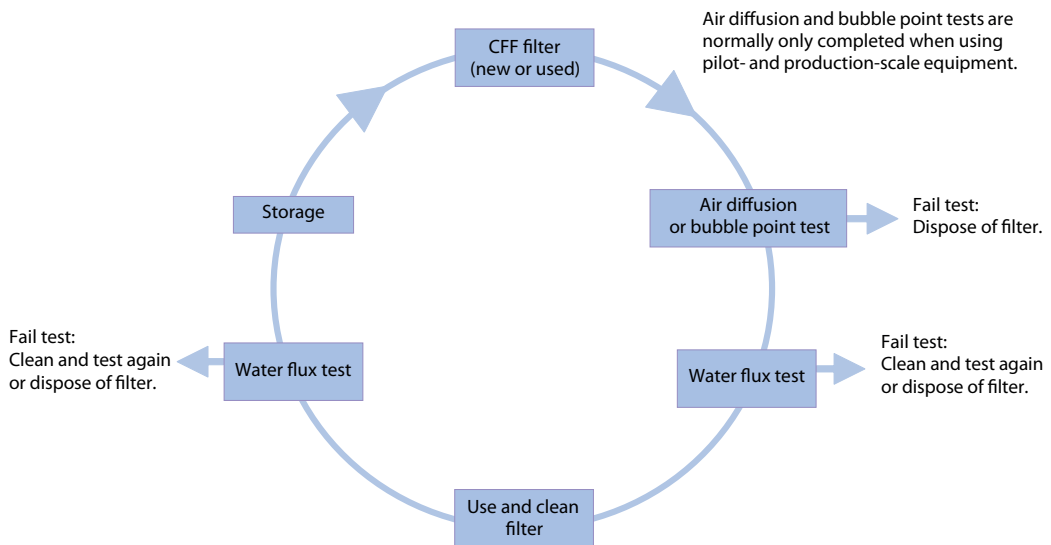 CFF filter
(new or used)
Air diffusion and bubble point tests are
normally only completed when using
pilot- and production-scale equipment.
Air diffusion
or bubble point test
Fail test:
Dispose of filter.
Water flux test
Fail test:
Clean and test again
or dispose of filter.
Use and clean
filter
Water flux test
Fail test:
Clean and test again
or dispose of filter.
Storage